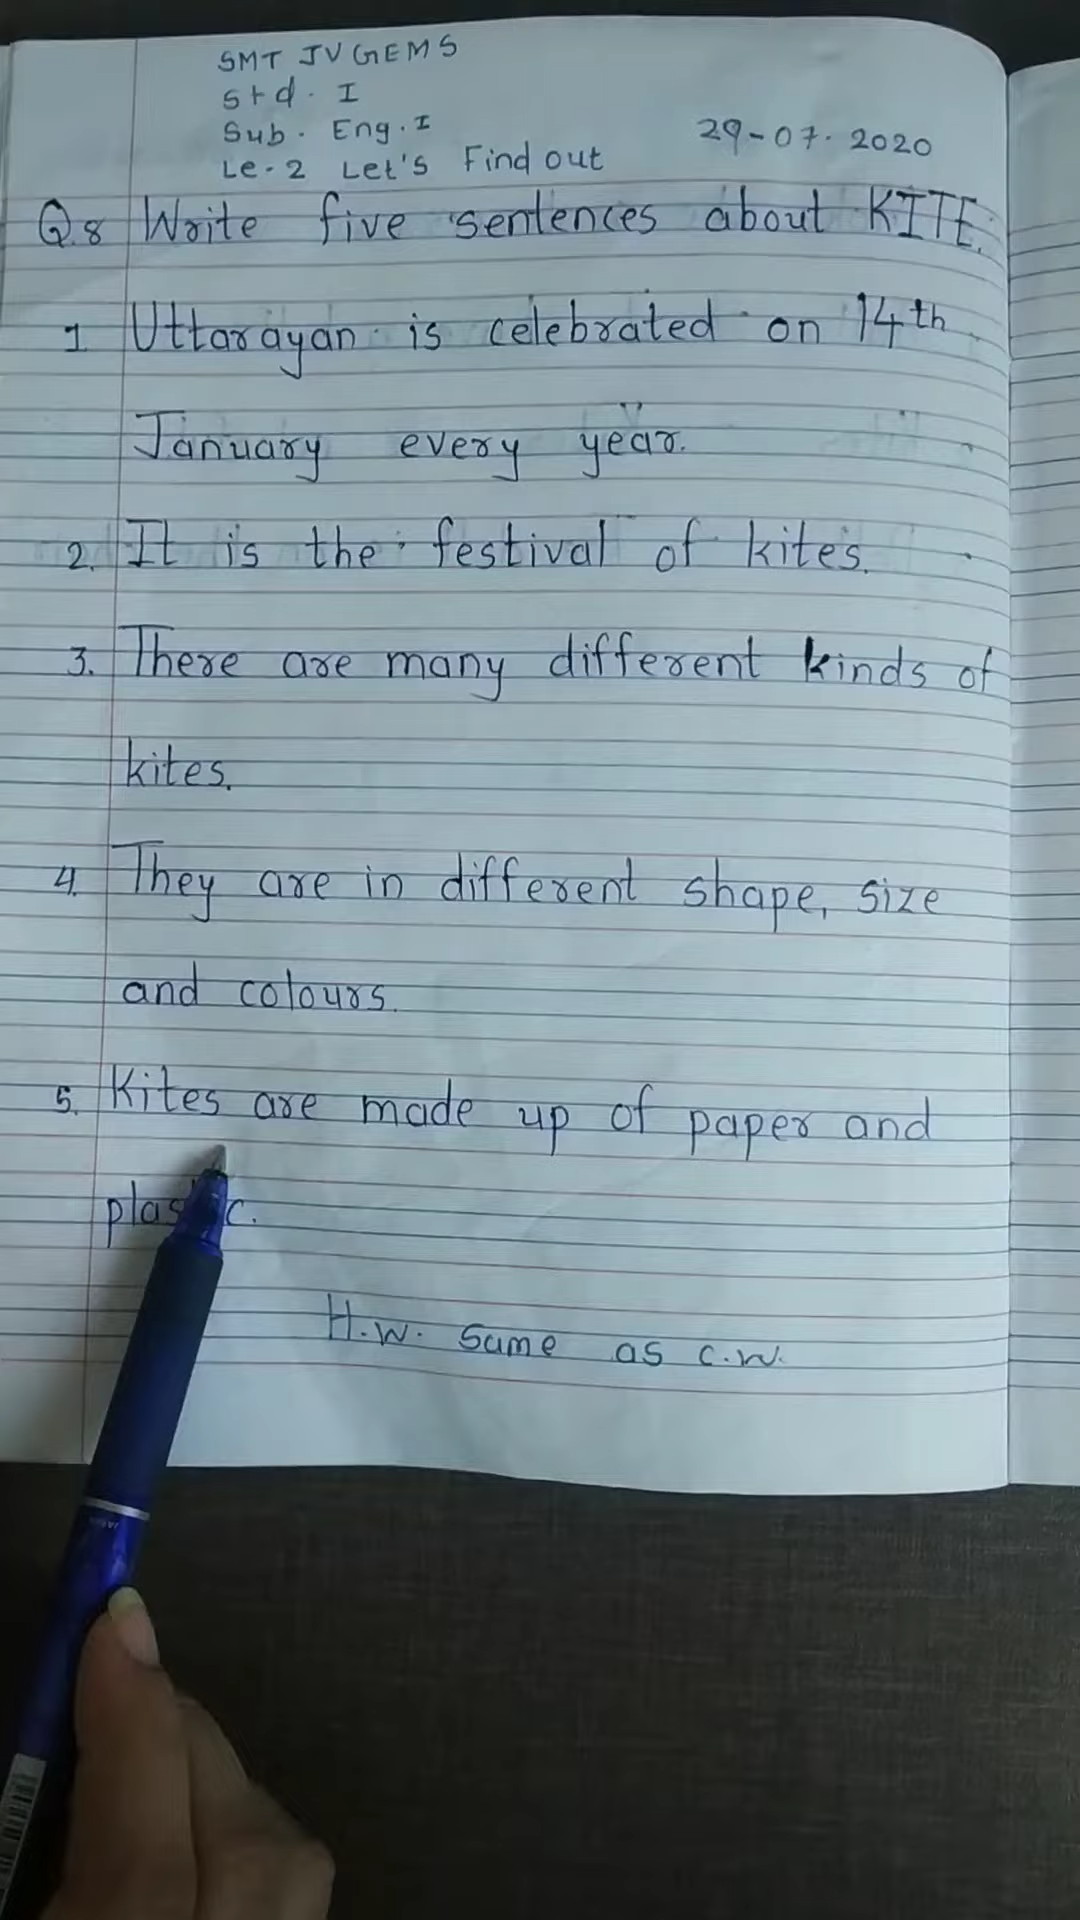 SMT JV GEMS
Std. I
Sub. Eng. I
29-07.2020
Le-2 Let's Find out
Q.8 Write five sentences about KITE.
1 Uttarayan is celebrated on 14th
January every year.
2. It is the festival of kites.
3. There are many different kinds of
kites.
4. They are in different shape, size
and colours.
5. Kites are made up of paper and
plastic.
H.W. Same as C.W.